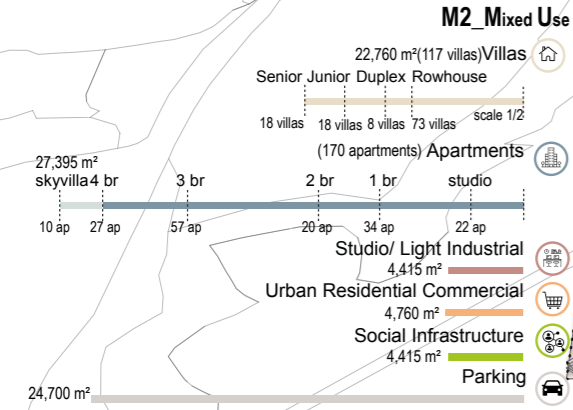 M2_Mixed Use
22,760 m²(117 villas)Villas
Senior Junior Duplex Rowhouse
scale 1/2
18 villas 18 villas 8 villas 73 villas
(170 apartments) Apartments
27,395 m²
skyvilla 4 br 3 br 2 br 1 br studio
10 ap 27 ap 57 ap 20 ap 34 ap 22 ap
Studio/ Light Industrial
4,415 m²
Urban Residential Commercial
4,760 m²
Social Infrastructure
4,415 m²
Parking
24,700 m²